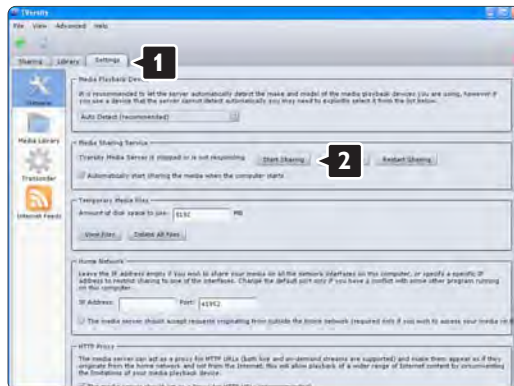 TVersity
File View Advanced Help
Sharing Library Settings
1
Media Playback Device
It is recommended to let the server automatically detect the make and model of the media playback devices you are using, however if
you use a device that the server cannot detect automatically you may need to explicitly select it from the list below.
Auto Detect (recommended)
Media Library
Media Sharing Service
TVersity Media Server is stopped or is not responding. Start Sharing 2 Restart Sharing
Automatically start sharing the media when the computer starts
Transcoder
Temporary Media Files
Amount of disk space to use: 8192 MB
Internet Feeds
View Files Delete All Files
Home Network
Leave the IP address empty if you wish to share your media on all the network interfaces on this computer, or specify a specific IP
address to restrict sharing to one of the interfaces. Change the default port only if you have a conflict with some other program running
on this computer.
IP Address: Port: 41952
The media server should accept requests originating from outside the home network (required only if you wish to access your media on
HTTP Proxy
The media server can act as a proxy for HTTP URLs (both live and on-demand streams are supported) and make them appear as if they
originate from the home network and not from the Internet, this will allow playback of a wider range of Internet content by circumventing
the limitations of your media playback device.